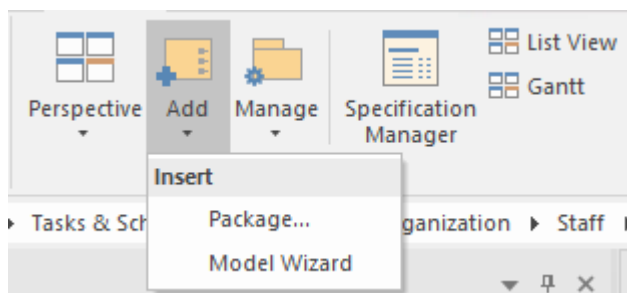 Perspective
Add
Manage
Specification
Manager
List View
Gantt
Insert
Package...
Model Wizard
Tasks & Sch
ganization
Staff